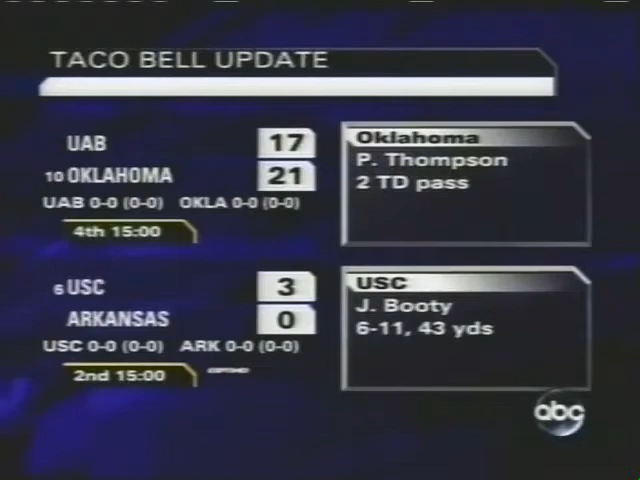 TACO BELL UPDATE
UAB 17
10 OKLAHOMA 21
UAB 0-0 (0-0) OKLA 0-0 (0-0)
4th 15:00
Oklahoma
P. Thompson
2 TD pass
6 USC 3
ARKANSAS 0
USC 0-0 (0-0) ARK 0-0 (0-0)
2nd 15:00
USC
J. Booty
6-11, 43 yds
abc